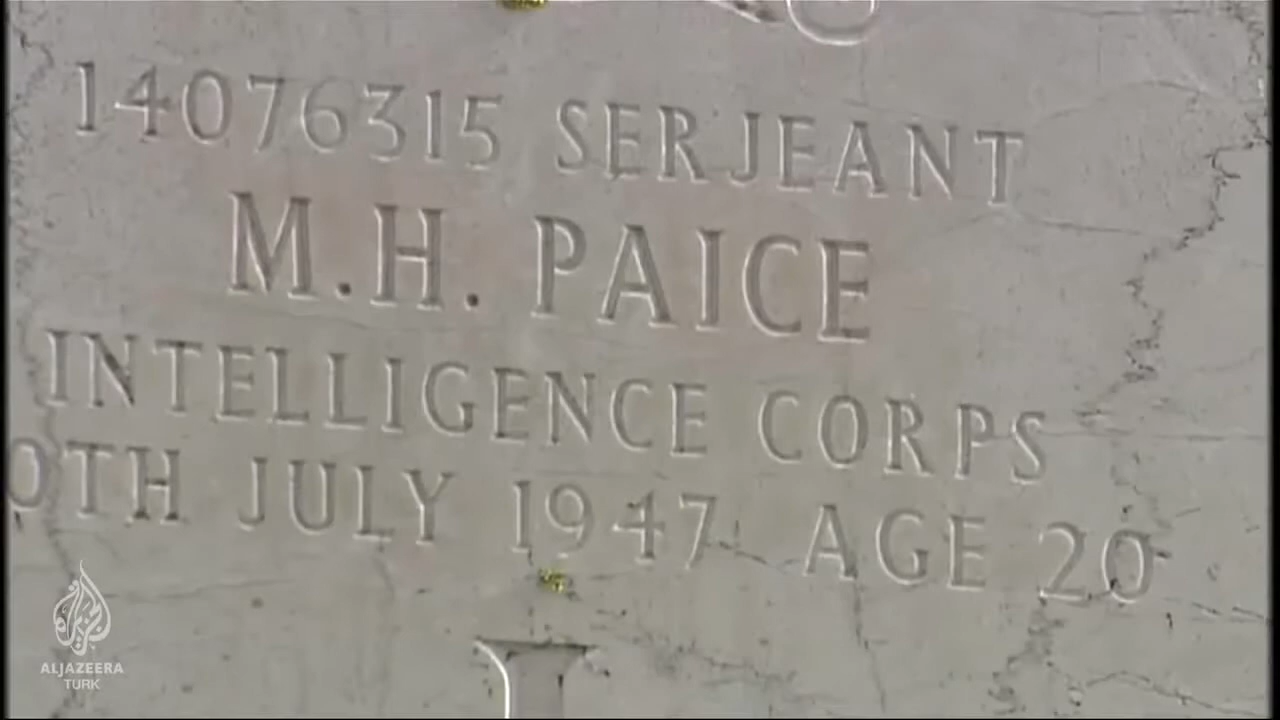 14076315 SERJEANT
M.H. PAICE
INTELLIGENCE CORPS
0TH JULY 1947 AGE 20
ALJAZEERA
TURK